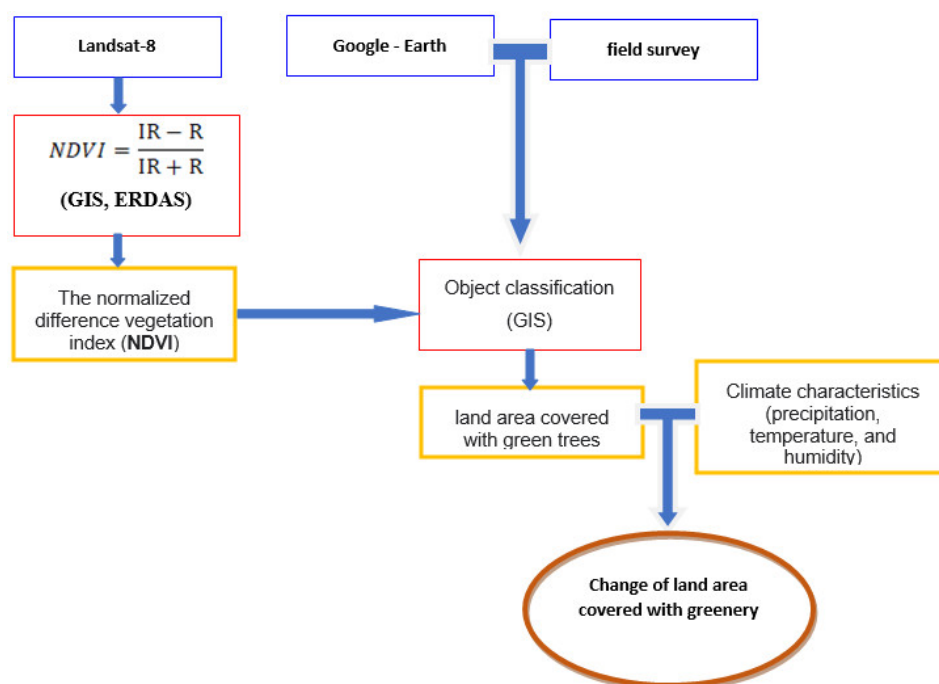 Landsat-8
Google - Earth
field survey
NDVI = IR − R / IR + R
(GIS, ERDAS)
The normalized
difference vegetation
index (NDVI)
Object classification
(GIS)
land area covered
with green trees
Climate characteristics
(precipitation,
temperature, and
humidity)
Change of land area
covered with greenery